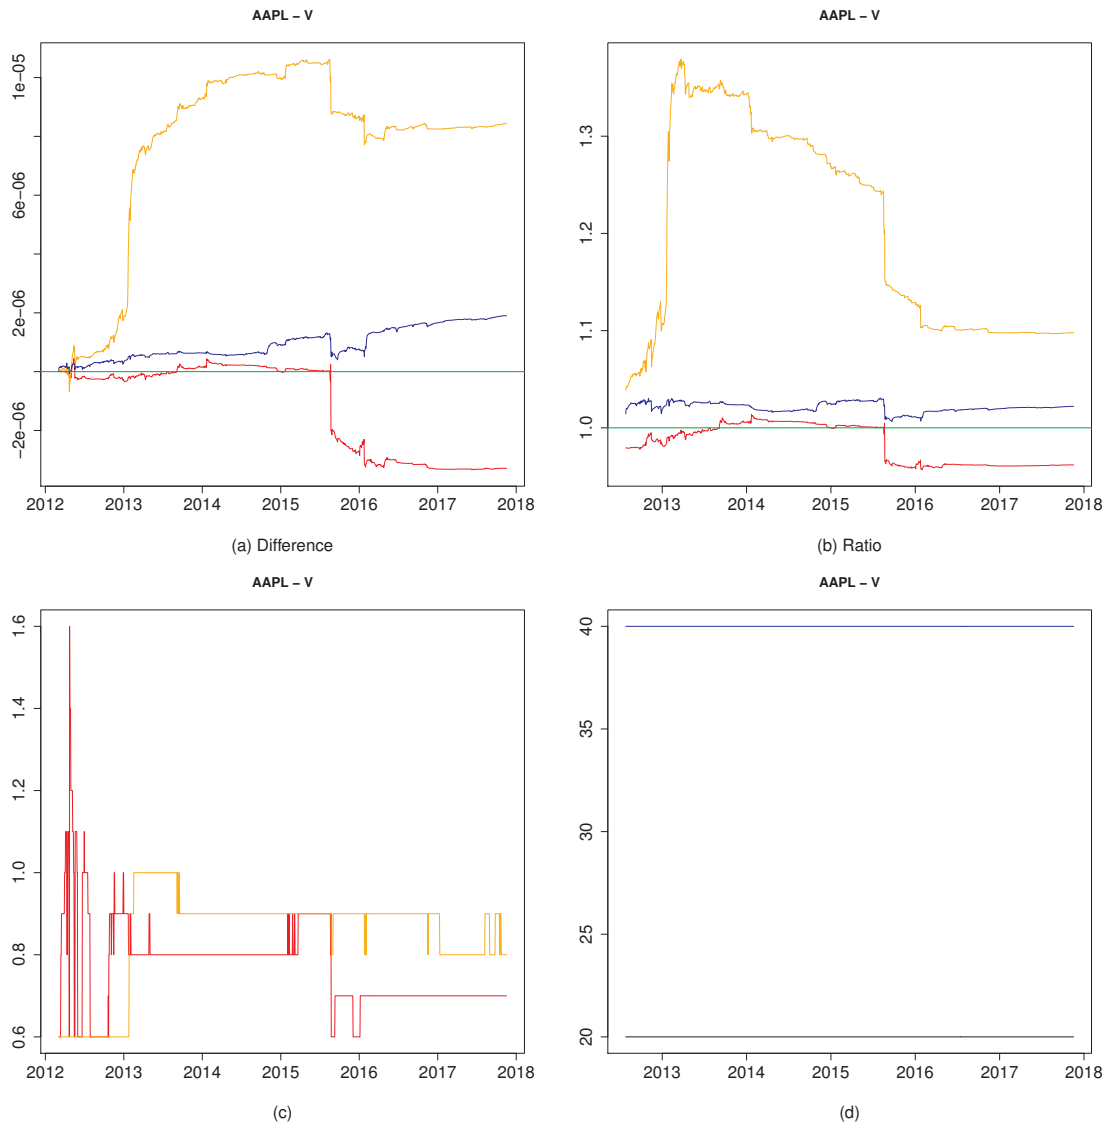 AAPL − V
1e−05
6e−06
2e−06
−2e−06
2012 2013 2014 2015 2016 2017 2018
(a) Difference
AAPL − V
1.3
1.2
1.1
1.0
2013 2014 2015 2016 2017 2018
(b) Ratio
AAPL − V
1.6
1.4
1.2
1.0
0.8
0.6
2012 2013 2014 2015 2016 2017 2018
(c)
AAPL − V
40
35
30
25
20
2013 2014 2015 2016 2017 2018
(d)